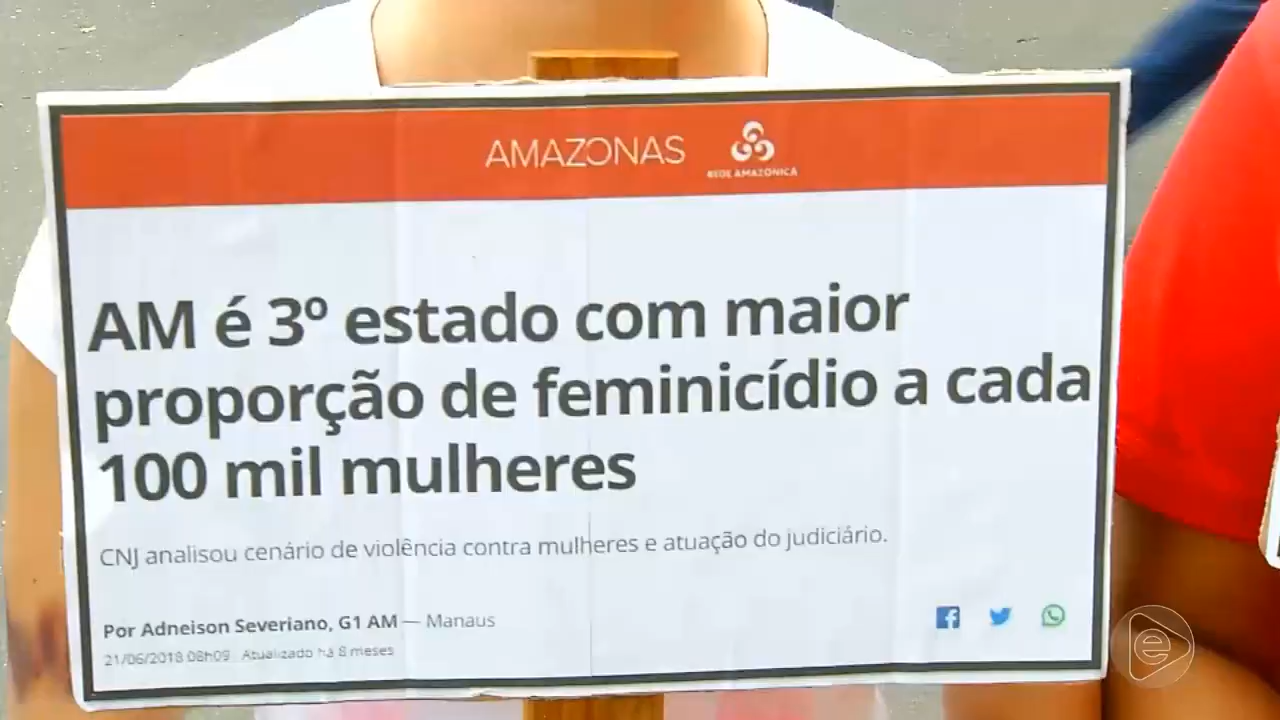 AMAZONAS
REDE AMAZÔNICA
AM é 3º estado com maior
proporção de feminicídio a cada
100 mil mulheres
CNJ analisou cenário de violência contra mulheres e atuação do judiciário.
Por Adneison Severiano, G1 AM — Manaus
21/06/2018 08h09 Atualizado há 8 meses